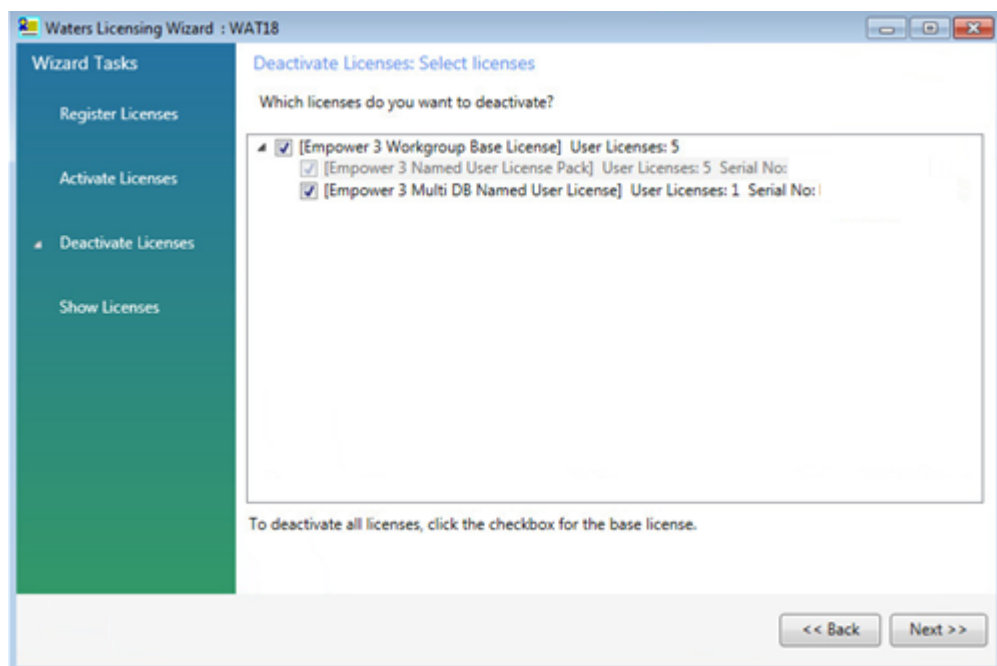 Waters Licensing Wizard : WAT18
Wizard Tasks
Register Licenses
Activate Licenses
Deactivate Licenses
Show Licenses
Deactivate Licenses: Select licenses
Which licenses do you want to deactivate?
[Empower 3 Workgroup Base License] User Licenses: 5
[Empower 3 Named User License Pack] User Licenses: 5 Serial No:
[Empower 3 Multi DB Named User License] User Licenses: 1 Serial No:
To deactivate all licenses, click the checkbox for the base license.
<< Back
Next >>